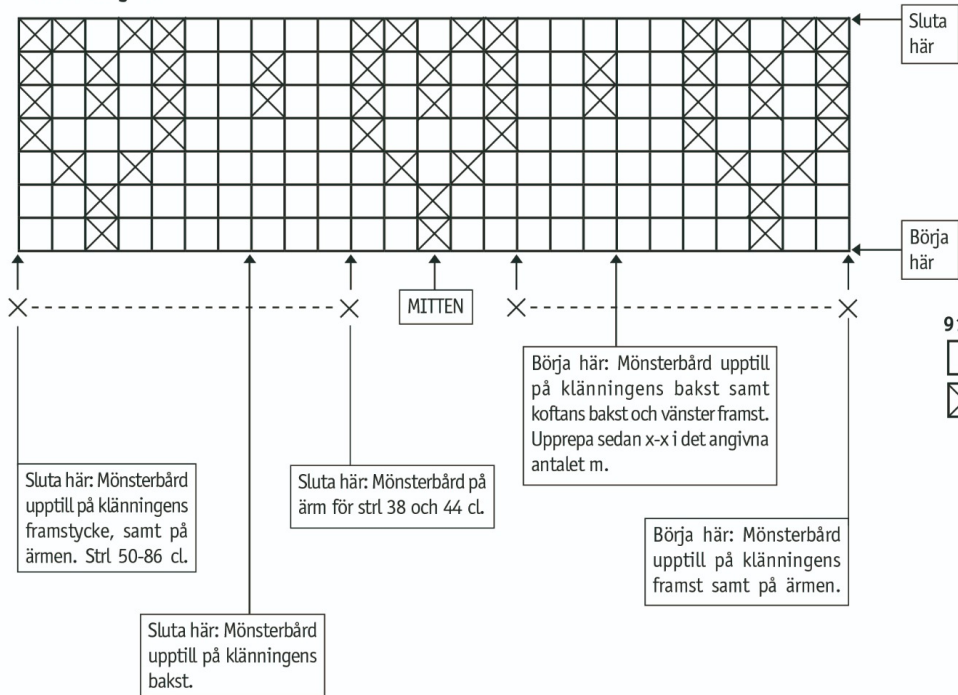 Sluta
här
Börja
här
MITTEN
Börja här: Mönsterbård upptill
på klänningens bakst samt
koftans bakst och vänster framst.
Upprepa sedan x-x i det angivna
antalet m.
Sluta här: Mönsterbård
upptill på klänningens
framstycke, samt på
ärmen. Strl 50-86 cl.
Sluta här: Mönsterbård på
ärm för strl 38 och 44 cl.
Börja här: Mönsterbård
upptill på klänningens
framst samt på ärmen.
Sluta här: Mönsterbård
upptill på klänningens
bakst.